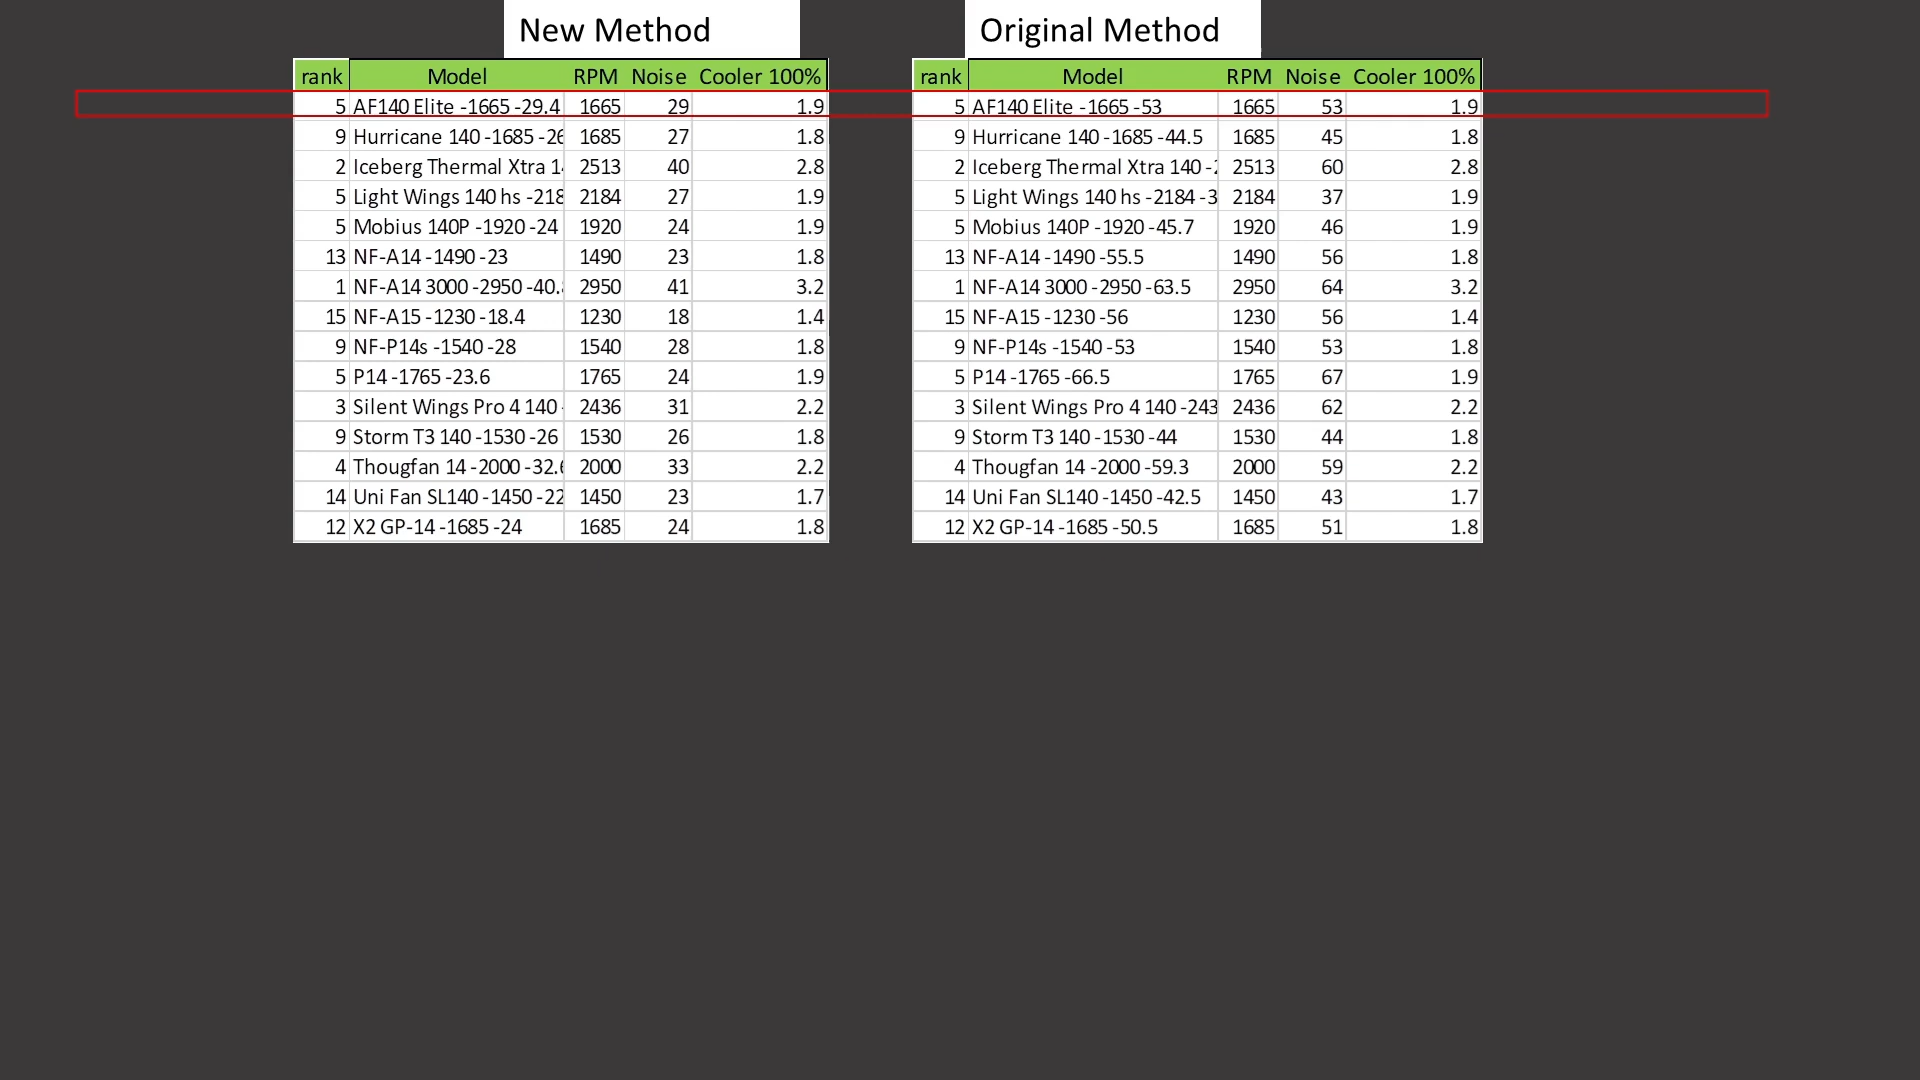 New Method
rank Model RPM Noise Cooler 100%
5 AF140 Elite -1665 -29.4 1665 29 1.9
9 Hurricane 140 -1685 -26 1685 27 1.8
2 Iceberg Thermal Xtra 2513 40 2.8
5 Light Wings 140 hs -218 2184 27 1.9
5 Mobius 140P -1920 -24 1920 24 1.9
13 NF-A14 -1490 -23 1490 23 1.8
1 NF-A14 3000 -2950 -40. 2950 41 3.2
15 NF-A15 -1230 -18.4 1230 18 1.4
9 NF-P14s -1540 -28 1540 28 1.8
5 P14 -1765 -23.6 1765 24 1.9
3 Silent Wings Pro 4 140 - 2436 31 2.2
9 Storm T3 140 -1530 -26 1530 26 1.8
4 Thougfan 14 -2000 -32.6 2000 33 2.2
14 Uni Fan SL140 -1450 -22 1450 23 1.7
12 X2 GP-14 -1685 -24 1685 24 1.8
Original Method
rank Model RPM Noise Cooler 100%
5 AF140 Elite -1665 -53 1665 53 1.9
9 Hurricane 140 -1685 -44.5 1685 45 1.8
2 Iceberg Thermal Xtra 140 - 2513 60 2.8
5 Light Wings 140 hs -2184 -3 2184 37 1.9
5 Mobius 140P -1920 -45.7 1920 46 1.9
13 NF-A14 -1490 -55.5 1490 56 1.8
1 NF-A14 3000 -2950 -63.5 2950 64 3.2
15 NF-A15 -1230 -56 1230 56 1.4
9 NF-P14s -1540 -53 1540 53 1.8
5 P14 -1765 -66.5 1765 67 1.9
3 Silent Wings Pro 4 140 -243 2436 62 2.2
9 Storm T3 140 -1530 -44 1530 44 1.8
4 Thougfan 14 -2000 -59.3 2000 59 2.2
14 Uni Fan SL140 -1450 -42.5 1450 43 1.7
12 X2 GP-14 -1685 -50.5 1685 51 1.8